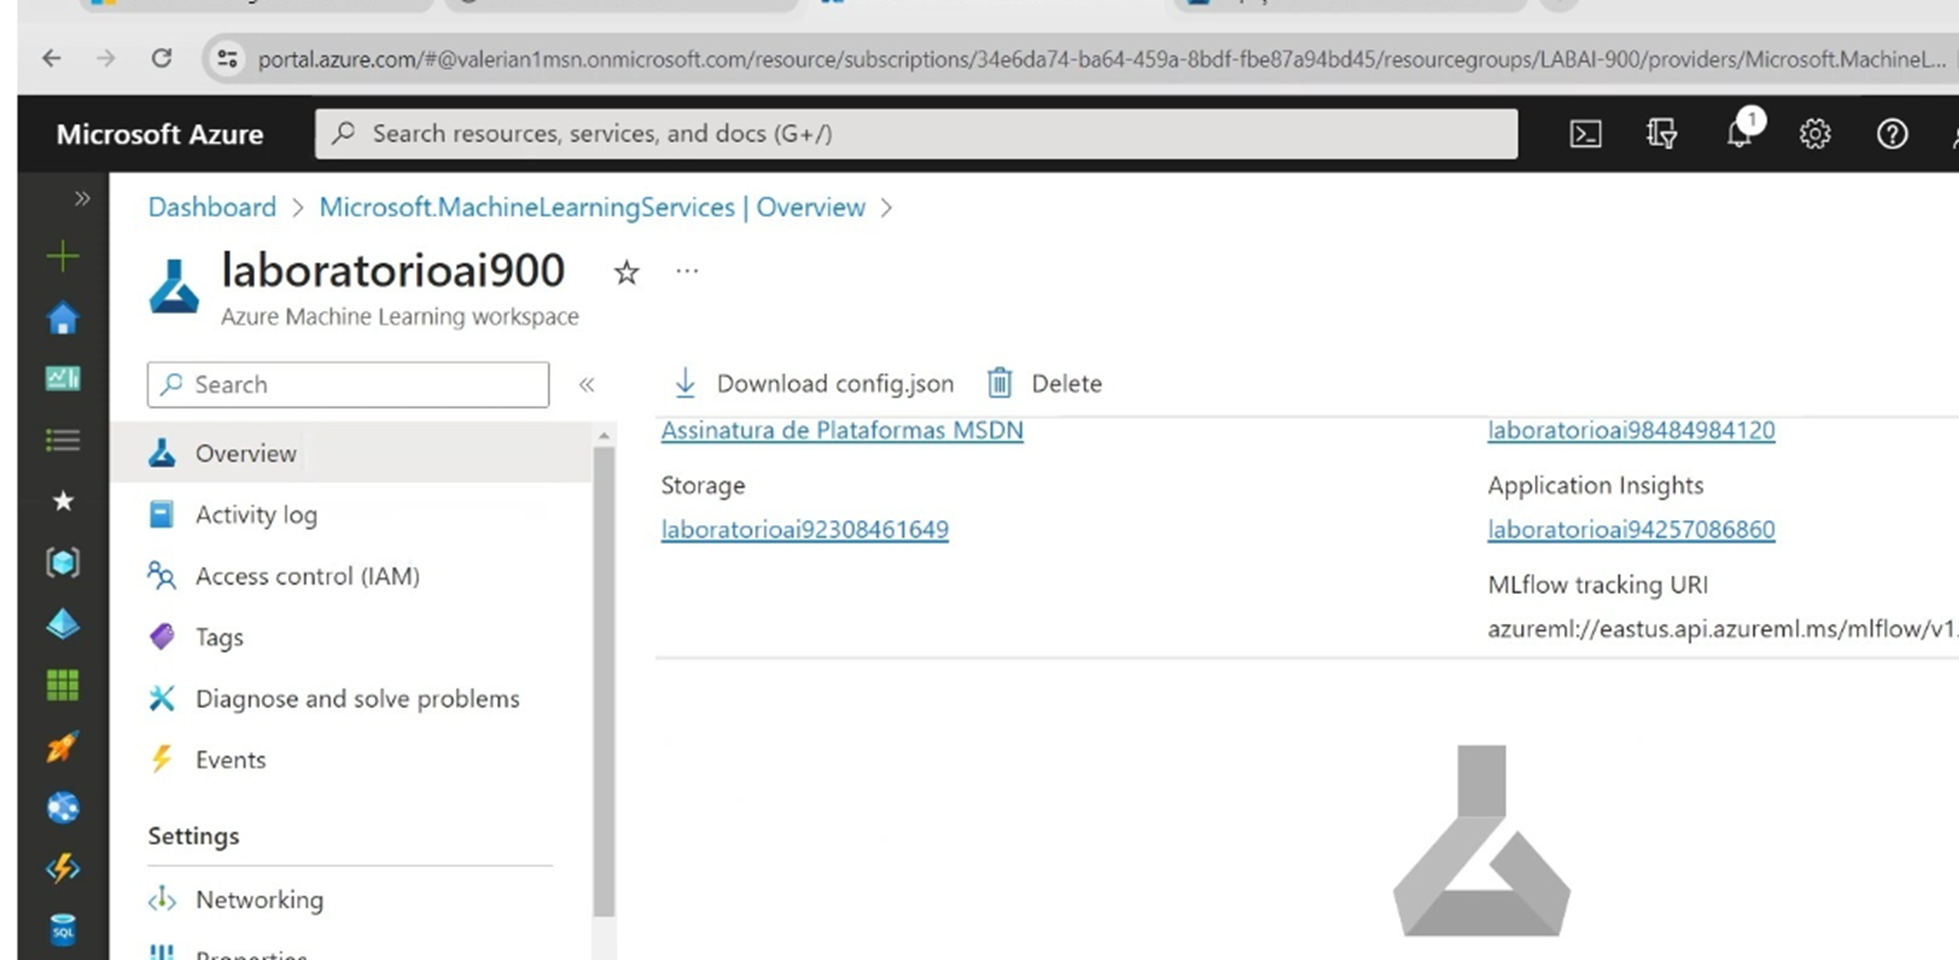 portal.azure.com/#@valerian1msn.onmicrosoft.com/resource/subscriptions/34e6da74-ba64-459a-8bdf-fbe87a94bd45/resourcegroups/LABAI-900/providers/Microsoft.MachineL...
Microsoft Azure
Search resources, services, and docs (G+/)
1
Dashboard > Microsoft.MachineLearningServices | Overview >
laboratorioai900
Azure Machine Learning workspace
Search
Download config.json
Delete
Overview
Activity log
Access control (IAM)
Tags
Diagnose and solve problems
Events
Settings
Networking
Properties
Assinatura de Plataformas MSDN
Storage
laboratorioai92308461649
laboratorioai98484984120
Application Insights
laboratorioai94257086860
MLflow tracking URI
azureml://eastus.api.azureml.ms/mlflow/v1.
SQL